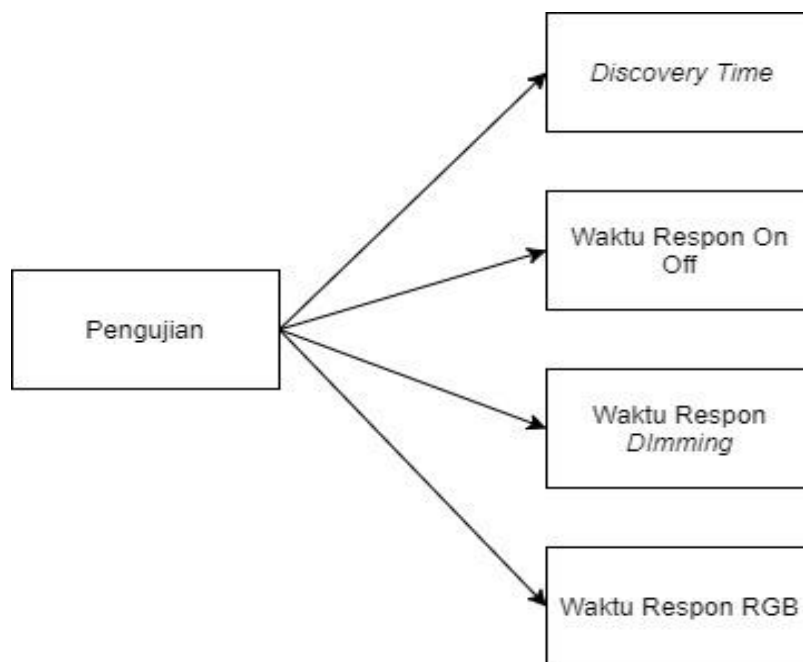 Discovery Time
Waktu Respon On
Off
Pengujian
Waktu Respon
DImming
Waktu Respon RGB